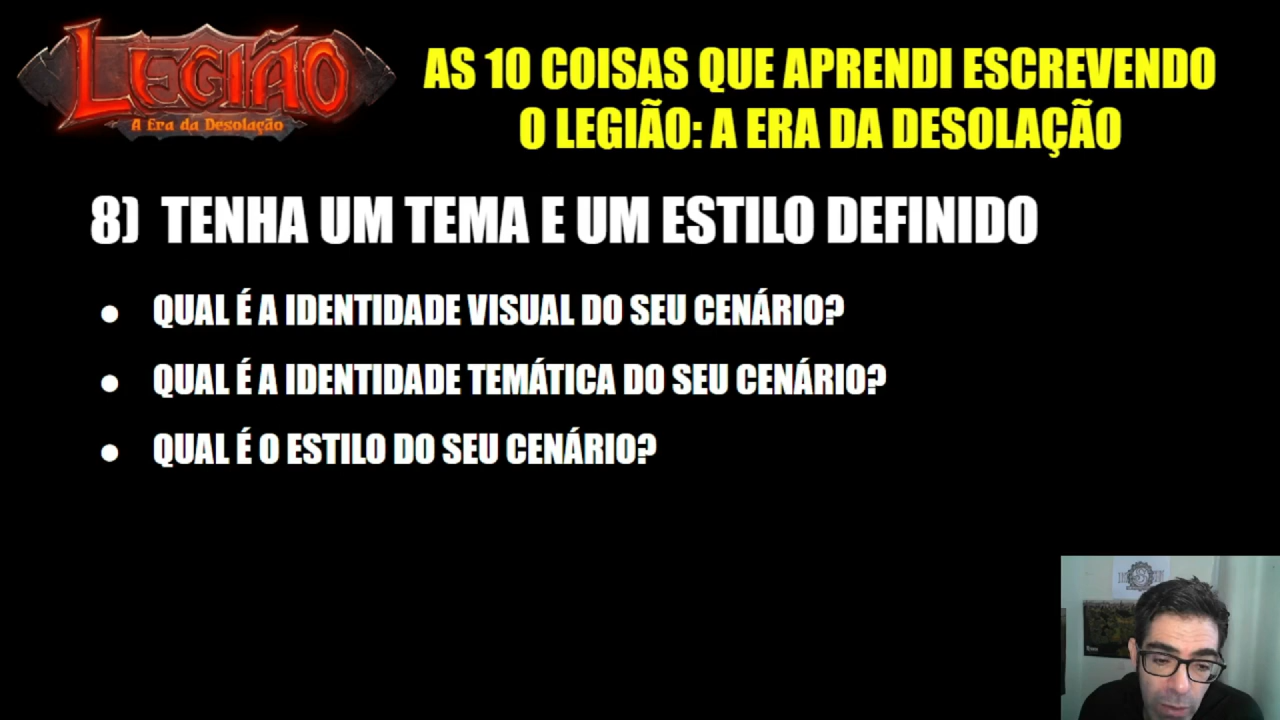 LEGIÃO
A Era da Desolação
AS 10 COISAS QUE APRENDI ESCREVENDO
O LEGIÃO: A ERA DA DESOLAÇÃO
8) TENHA UM TEMA E UM ESTILO DEFINIDO
● QUAL É A IDENTIDADE VISUAL DO SEU CENÁRIO?
● QUAL É A IDENTIDADE TEMÁTICA DO SEU CENÁRIO?
● QUAL É O ESTILO DO SEU CENÁRIO?